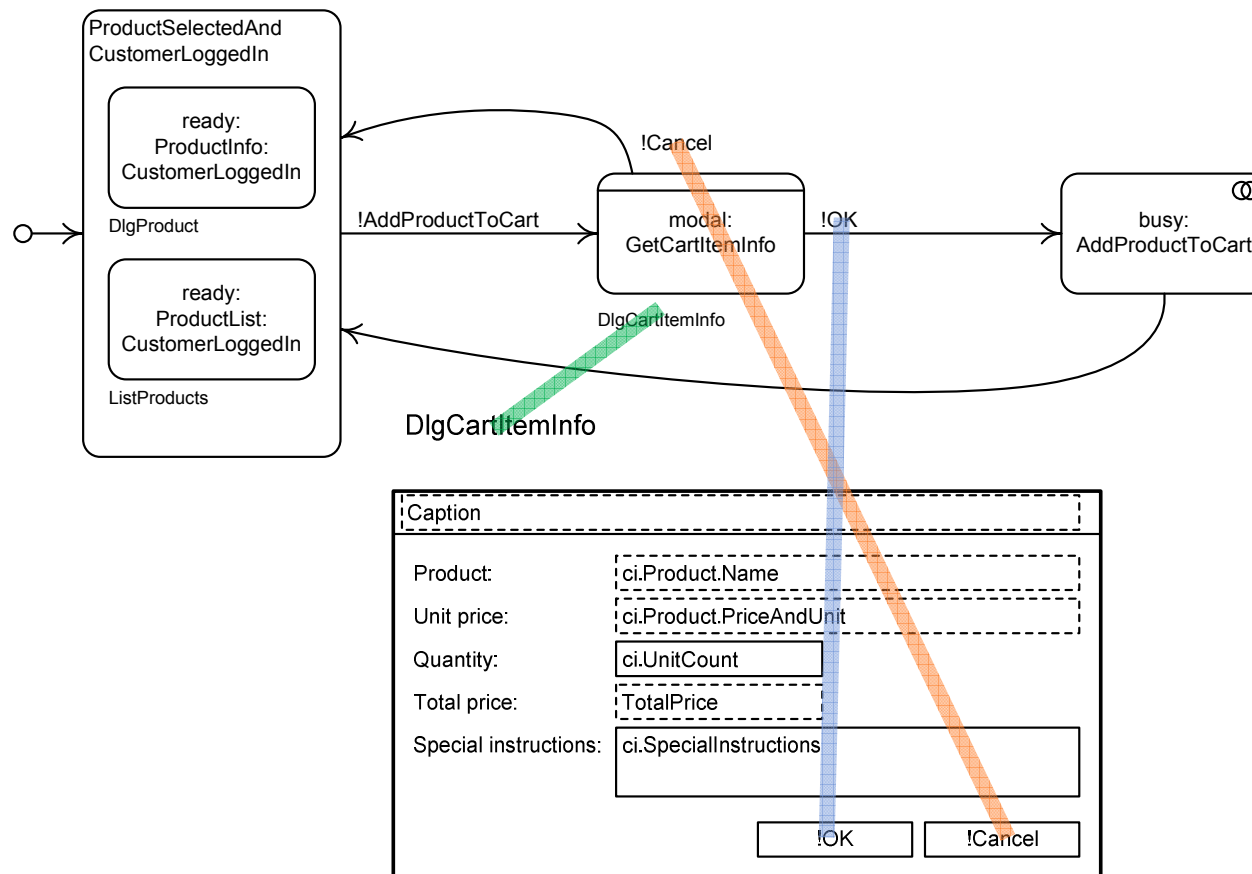 ProductSelectedAnd
CustomerLoggedIn
ready:
ProductInfo:
CustomerLoggedIn
DlgProduct
ready:
ProductList:
CustomerLoggedIn
ListProducts
!AddProductToCart
!Cancel
modal:
GetCartItemInfo
DlgCartItemInfo
!OK
busy:
AddProductToCart
DlgCartItemInfo
Caption
Product:
ci.Product.Name
Unit price:
ci.Product.PriceAndUnit
Quantity:
ci.UnitCount
Total price:
TotalPrice
Special instructions:
ci.SpecialInstructions
!OK
!Cancel